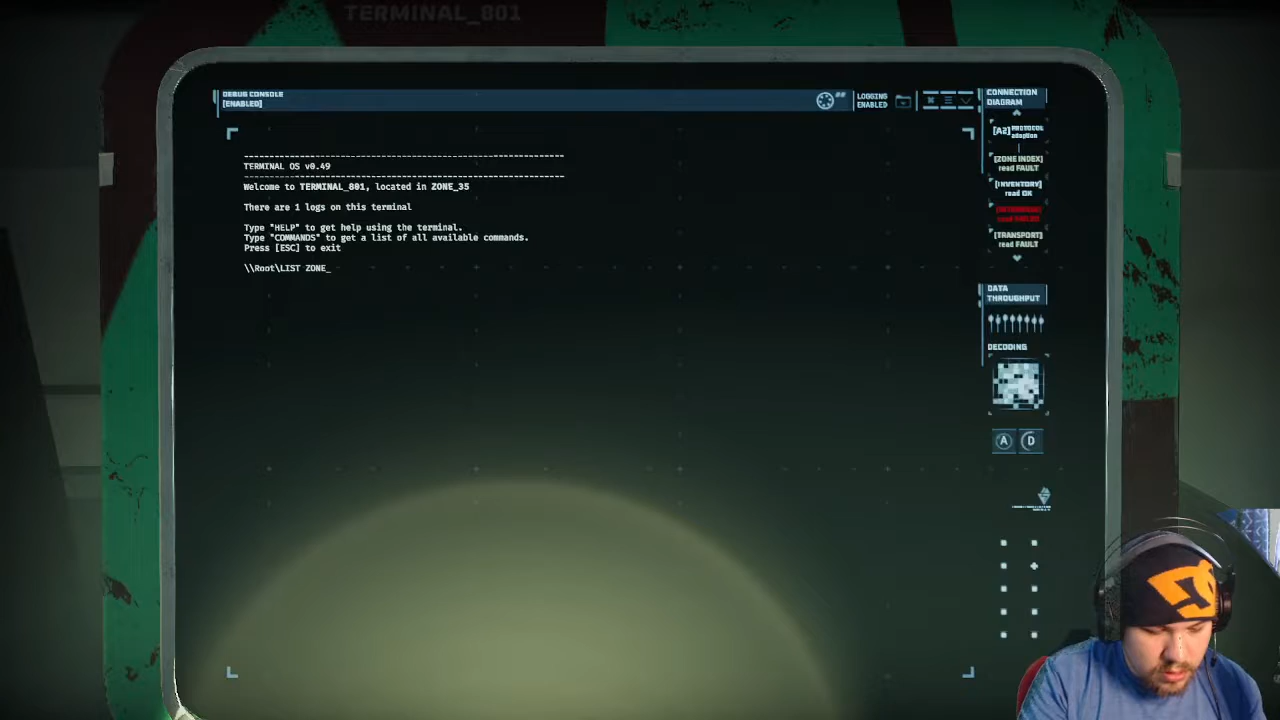 TERMINAL_801
DEBUG CONSOLE
[ENABLED]
LOGGING
ENABLED
TERMINAL OS v0.49
Welcome to TERMINAL_801, located in ZONE_35
There are 1 logs on this terminal
Type "HELP" to get help using the terminal.
Type "COMMANDS" to get a list of all available commands.
Press [ESC] to exit
\\Root\LIST ZONE_
CONNECTION
DIAGRAM
[A2] PROTOCOL
adaption
[ZONE INDEX]
read FAULT
[INVENTORY]
read OK
[TRANSPORT]
read FAULT
DATA
THROUGHPUT
DECODING
A D